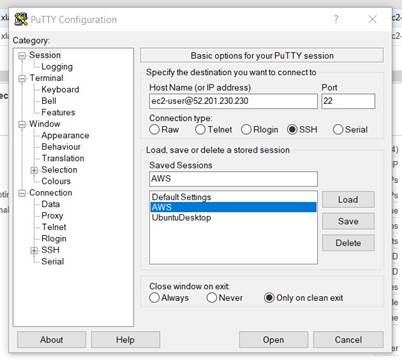 PuTTY Configuration
Category:
Session
Logging
Terminal
Keyboard
Bell
Features
Window
Appearance
Behaviour
Translation
Selection
Colours
Connection
Data
Proxy
Telnet
Rlogin
SSH
Serial
Basic options for your PuTTY session
Specify the destination you want to connect to
Host Name (or IP address) Port
ec2-user@52.201.230.230 22
Connection type:
Raw Telnet Rlogin SSH Serial
Load, save or delete a stored session
Saved Sessions
AWS
Default Settings
AWS
UbuntuDesktop
Load
Save
Delete
Close window on exit:
Always Never Only on clean exit
About Help Open Cancel